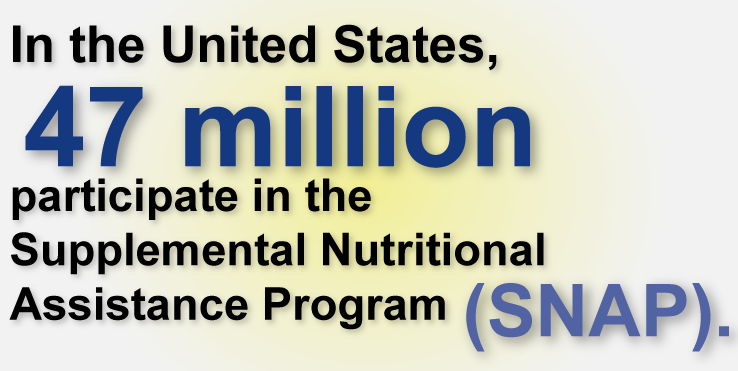 In the United States,
47 million
participate in the
Supplemental Nutritional
Assistance Program (SNAP).